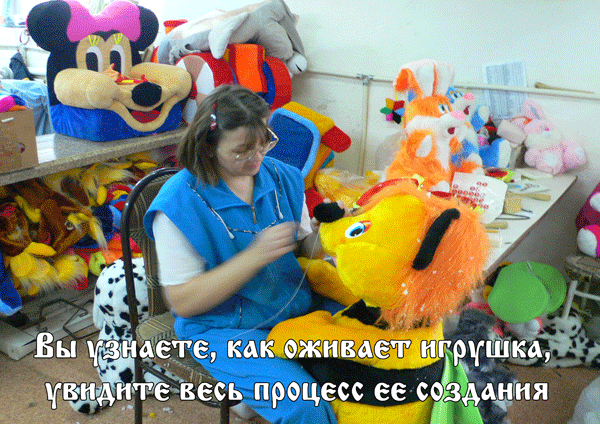 Вы узнаете, как оживает игрушка,
увидите весь процесс ее создания